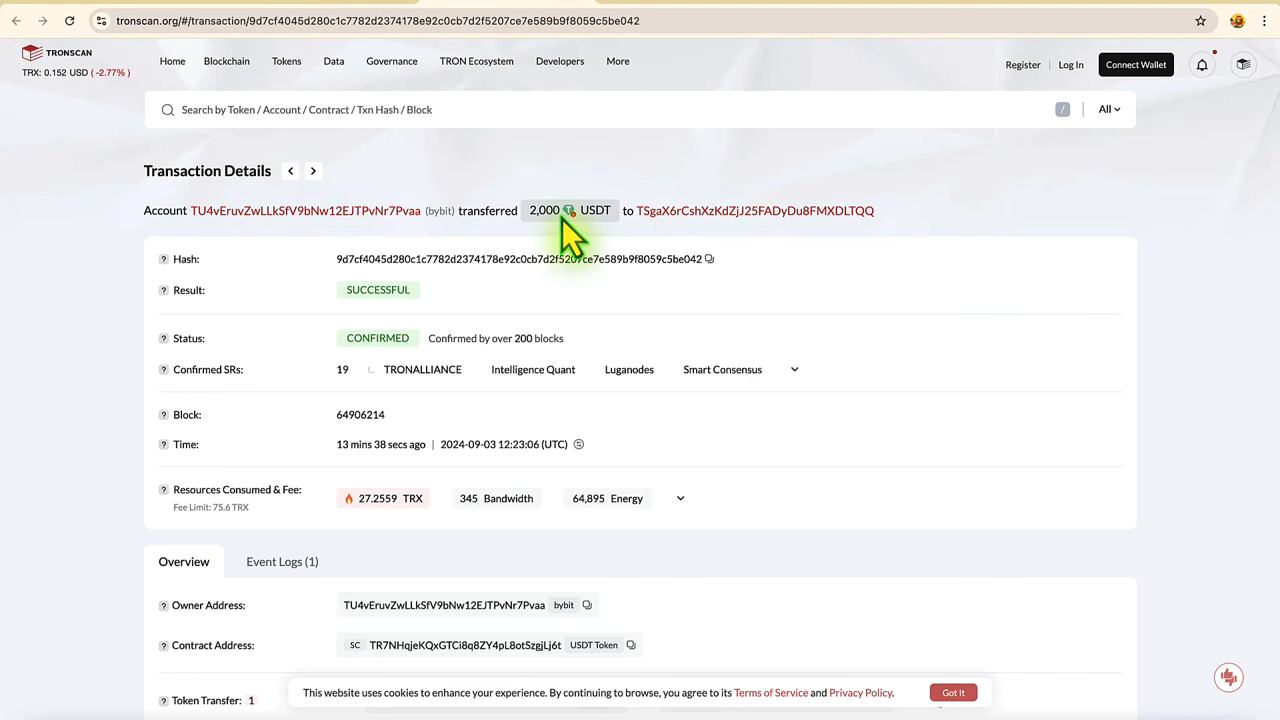 tronscan.org/#/transaction/9d7cf4045d280c1c7782d2374178e92c0cb7d2f5207ce7e589b9f8059c5be042
TRONSCAN
TRX: 0.152 USD ( -2.77% )
Home Blockchain Tokens Data Governance TRON Ecosystem Developers More
Register | Log In Connect Wallet
Search by Token / Account / Contract / Txn Hash / Block / All
Transaction Details < >
Account TU4vEruvZwLLkSfV9bNw12EJTPvNr7Pvaa (bybit) transferred 2,000 USDT to TSgaX6rCshXzKdZjJ25FADyDu8FMXDLTQQ
? Hash: 9d7cf4045d280c1c7782d2374178e92c0cb7d2f5207ce7e589b9f8059c5be042
? Result: SUCCESSFUL
? Status: CONFIRMED Confirmed by over 200 blocks
? Confirmed SRs: 19 TRONALLIANCE Intelligence Quant Luganodes Smart Consensus
? Block: 64906214
? Time: 13 mins 38 secs ago | 2024-09-03 12:23:06 (UTC)
? Resources Consumed & Fee: 27.2559 TRX 345 Bandwidth 64,895 Energy
Fee Limit: 75.6 TRX
Overview Event Logs (1)
? Owner Address: TU4vEruvZwLLkSfV9bNw12EJTPvNr7Pvaa bybit
? Contract Address: SC TR7NHqjeKQxGTCi8q8ZY4pL8otSzgjLj6t USDT Token
This website uses cookies to enhance your experience. By continuing to browse, you agree to its Terms of Service and Privacy Policy. Got It
? Token Transfer: 1